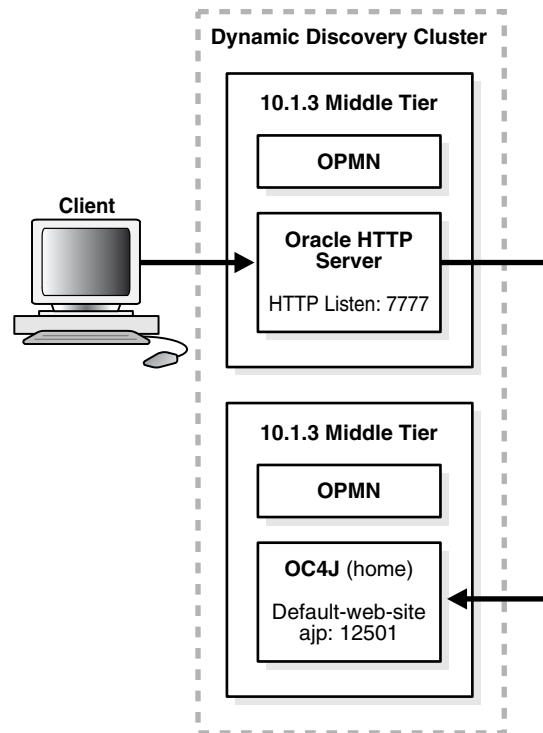 Dynamic Discovery Cluster
10.1.3 Middle Tier
OPMN
Client
Oracle HTTP
Server
HTTP Listen: 7777
10.1.3 Middle Tier
OPMN
OC4J (home)
Default-web-site
ajp: 12501